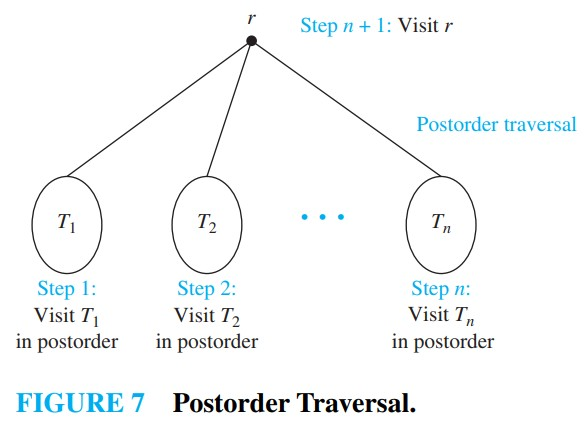 r
Step n + 1: Visit r
Postorder traversal
T₁
T₂
. . .
Tₙ
Step 1:
Visit T₁
in postorder
Step 2:
Visit T₂
in postorder
Step n:
Visit Tₙ
in postorder
FIGURE 7 Postorder Traversal.